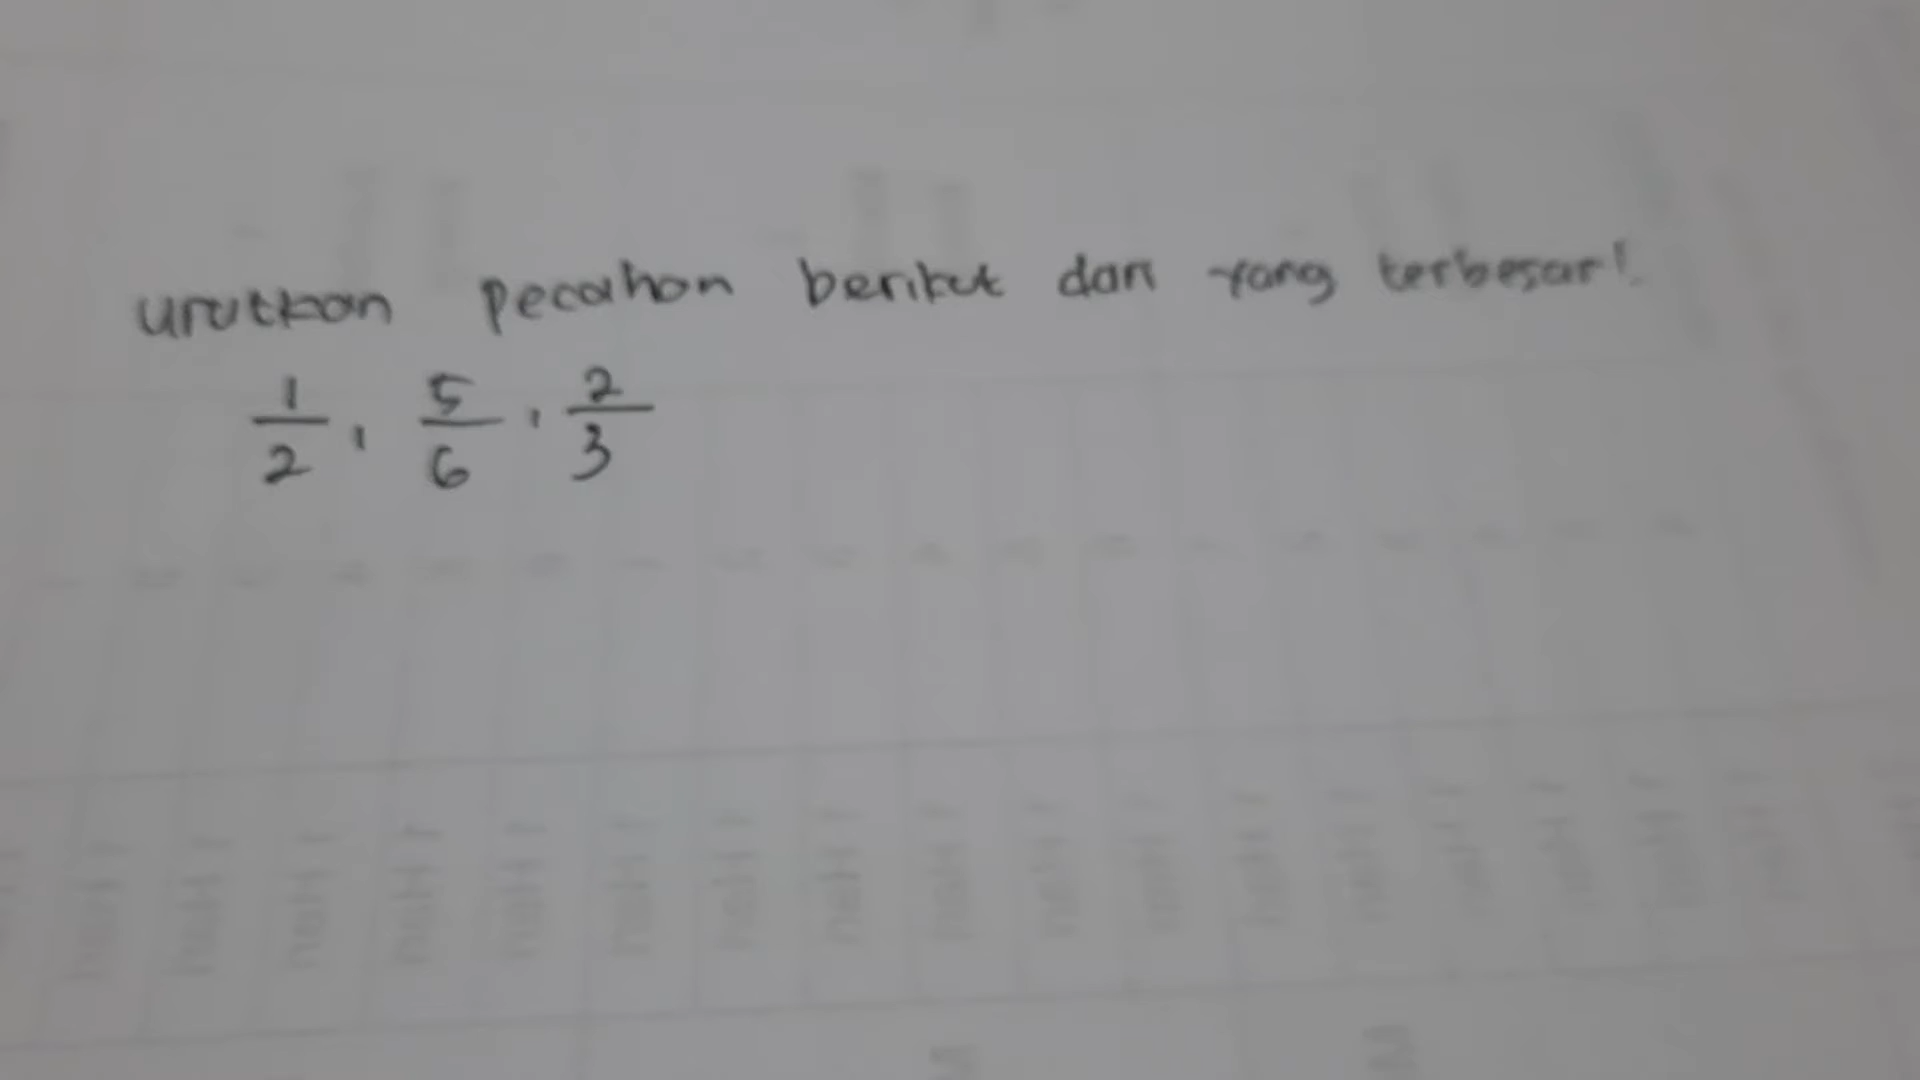 urutkan pecahan berikut dari yang terbesar!
1/2, 5/6, 2/3